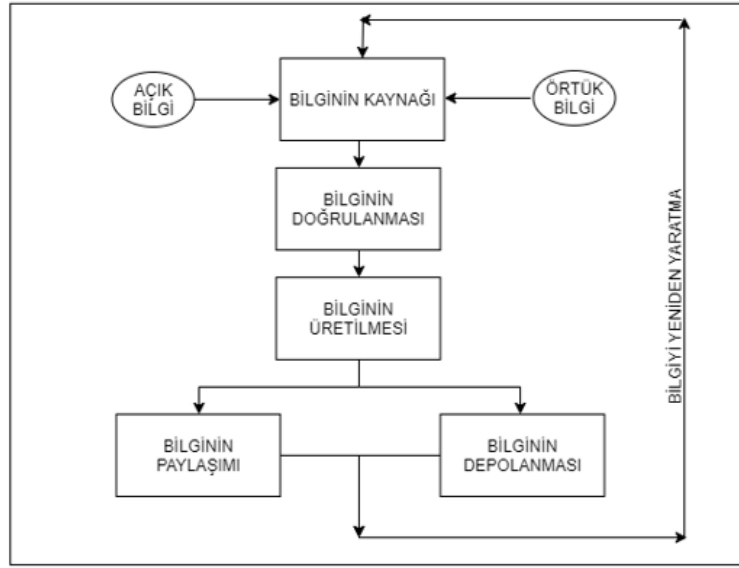 AÇIK
BİLGİ
BİLGİNİN KAYNAĞI
ÖRTÜK
BİLGİ
BİLGİNİN
DOĞRULANMASI
BİLGİNİN
ÜRETİLMESİ
BİLGİNİN
PAYLAŞIMI
BİLGİNİN
DEPOLANMASI
BİLGİYİ YENİDEN YARATMA